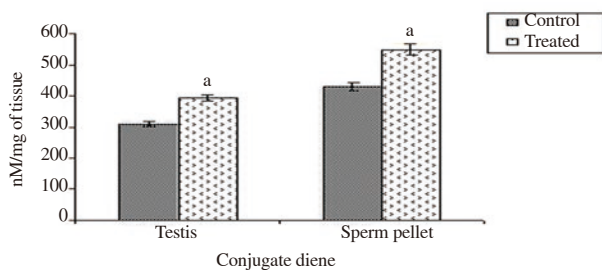 Control
Treated
600
500
400
300
200
100
0
nM/mg of tissue
a
a
Testis
Sperm pellet
Conjugate diene